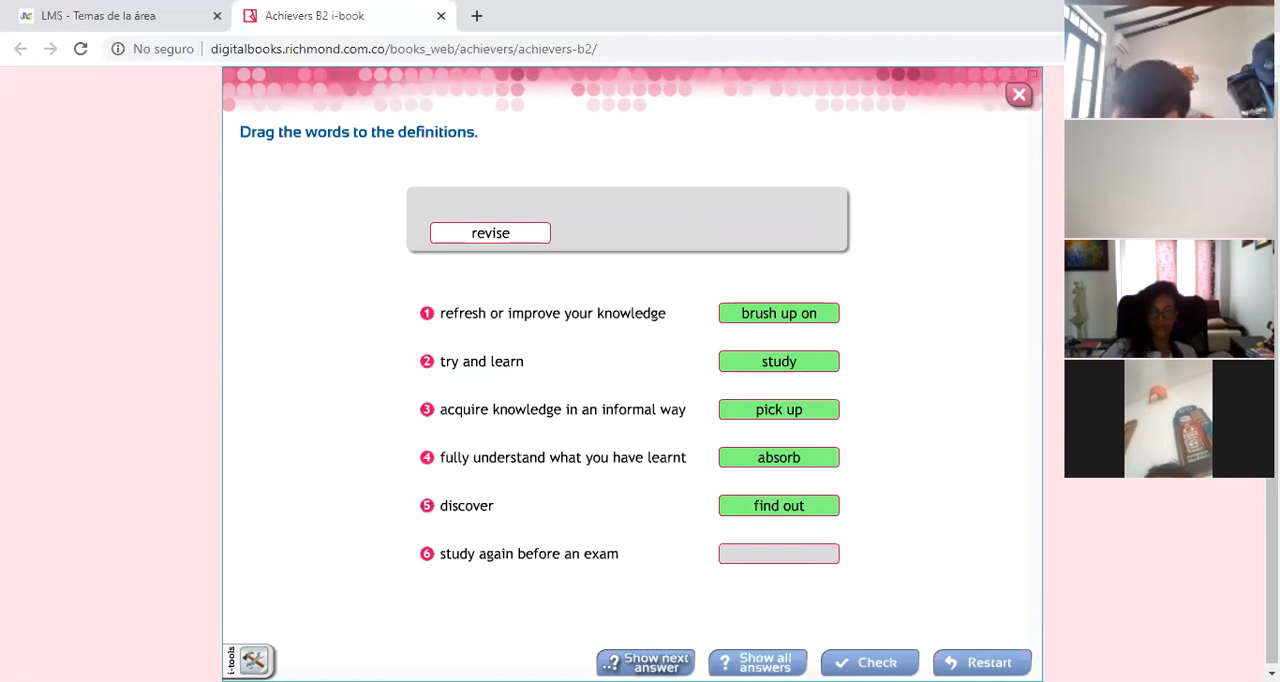 LMS - Temas de la área
Achievers B2 i-book
No seguro
digitalbooks.richmond.com.co/books_web/achievers/achievers-b2/
Drag the words to the definitions.
revise
1 refresh or improve your knowledge brush up on
2 try and learn study
3 acquire knowledge in an informal way pick up
4 fully understand what you have learnt absorb
5 discover find out
6 study again before an exam
i-tools
..? Show next answer
? Show all answers
Check
Restart